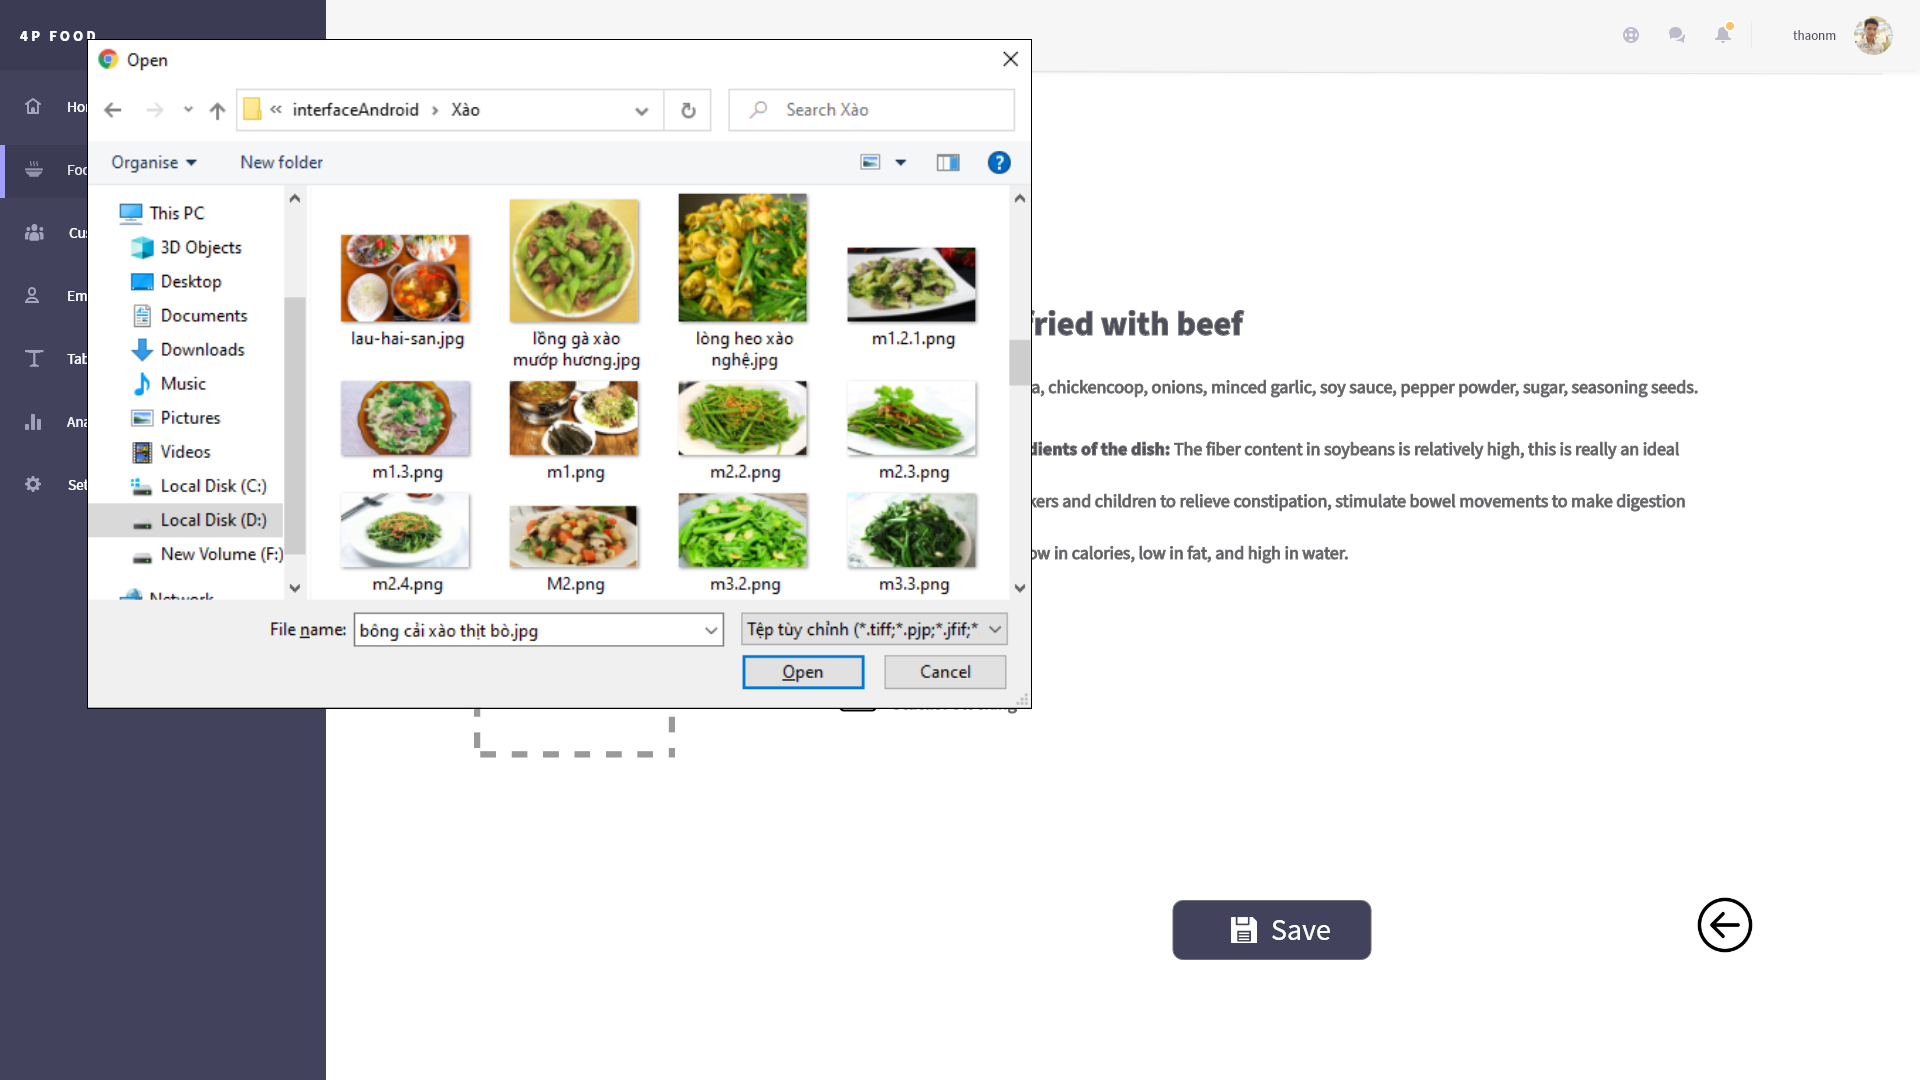 4P FOOD
Open
thaonm
« interfaceAndroid › Xào
Search Xào
Organise
New folder
This PC
3D Objects
Desktop
Documents
Downloads
Music
Pictures
Videos
Local Disk (C:)
Local Disk (D:)
New Volume (F:)
Network
lau-hai-san.jpg
lồng gà xào
mướp hương.jpg
lòng heo xào
nghệ.jpg
m1.2.1.png
m1.3.png
m1.png
m2.2.png
m2.3.png
m2.4.png
M2.png
m3.2.png
m3.3.png
File name:
bông cải xào thịt bò.jpg
Tệp tùy chỉnh (*.tiff;*.pjp;*.jfif;*
Open
Cancel
Ho
Foo
Cus
Em
Tab
Ana
Set
fried with beef
a, chickencoop, onions, minced garlic, soy sauce, pepper powder, sugar, seasoning seeds.
dients of the dish: The fiber content in soybeans is relatively high, this is really an ideal
kers and children to relieve constipation, stimulate bowel movements to make digestion
ow in calories, low in fat, and high in water.
Save